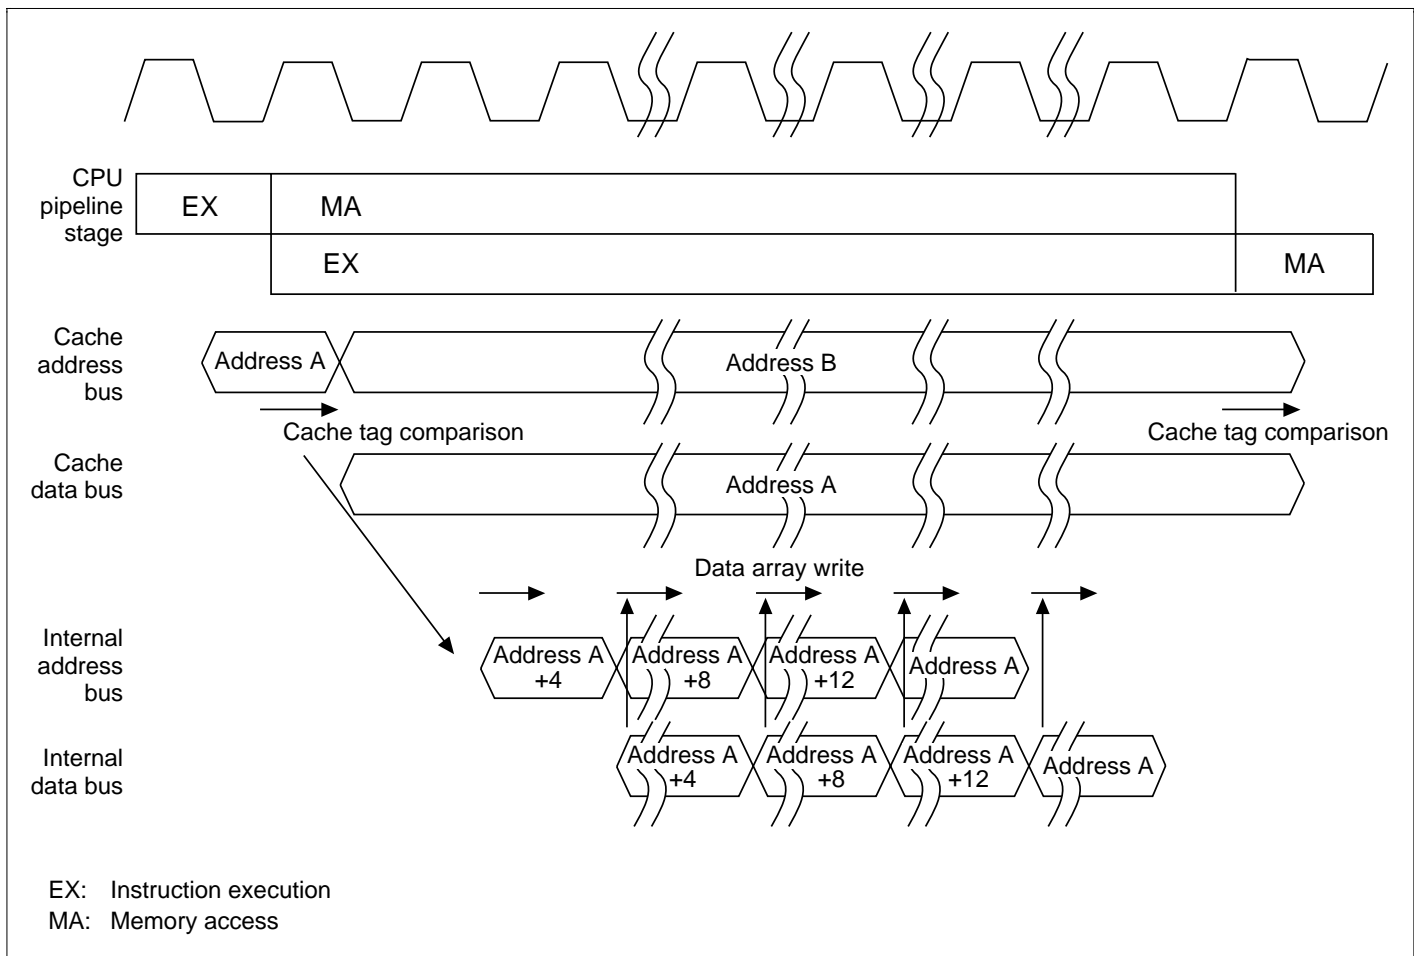 CPU
pipeline
stage
EX
MA
EX
MA
Cache
address
bus
Address A
Address B
Cache tag comparison
Cache tag comparison
Cache
data bus
Address A
Data array write
Internal
address
bus
Address A
+4
Address A
+8
Address A
+12
Address A
Internal
data bus
Address A
+4
Address A
+8
Address A
+12
Address A
EX: Instruction execution
MA: Memory access